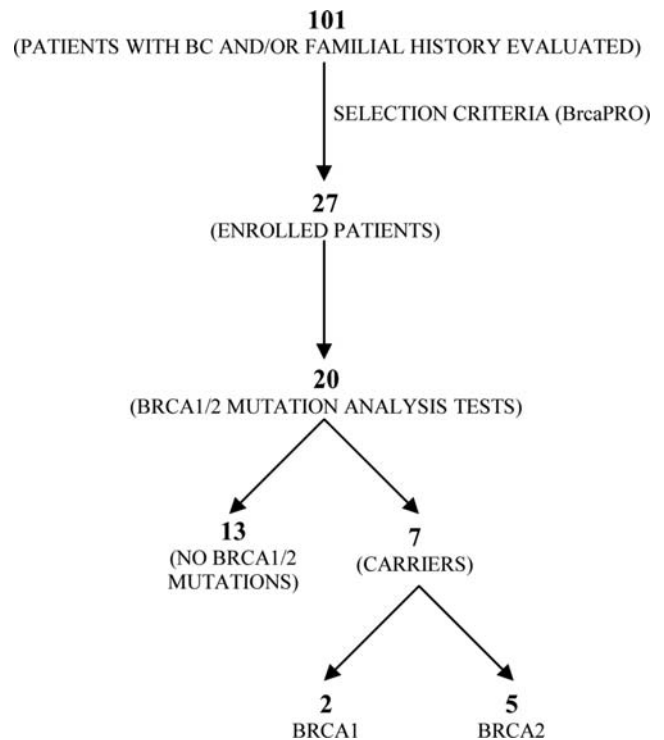 101
(PATIENTS WITH BC AND/OR FAMILIAL HISTORY EVALUATED)
SELECTION CRITERIA (BrcaPRO)
27
(ENROLLED PATIENTS)
20
(BRCA1/2 MUTATION ANALYSIS TESTS)
13
(NO BRCA1/2
MUTATIONS)
7
(CARRIERS)
2
BRCA1
5
BRCA2